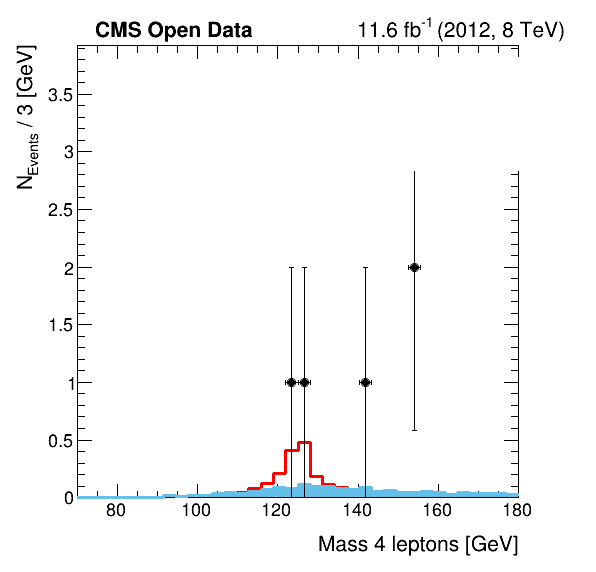 CMS Open Data
11.6 fb⁻¹ (2012, 8 TeV)
N_Events / 3 [GeV]
3.5
3
2.5
2
1.5
1
0.5
0
80 100 120 140 160 180
Mass 4 leptons [GeV]